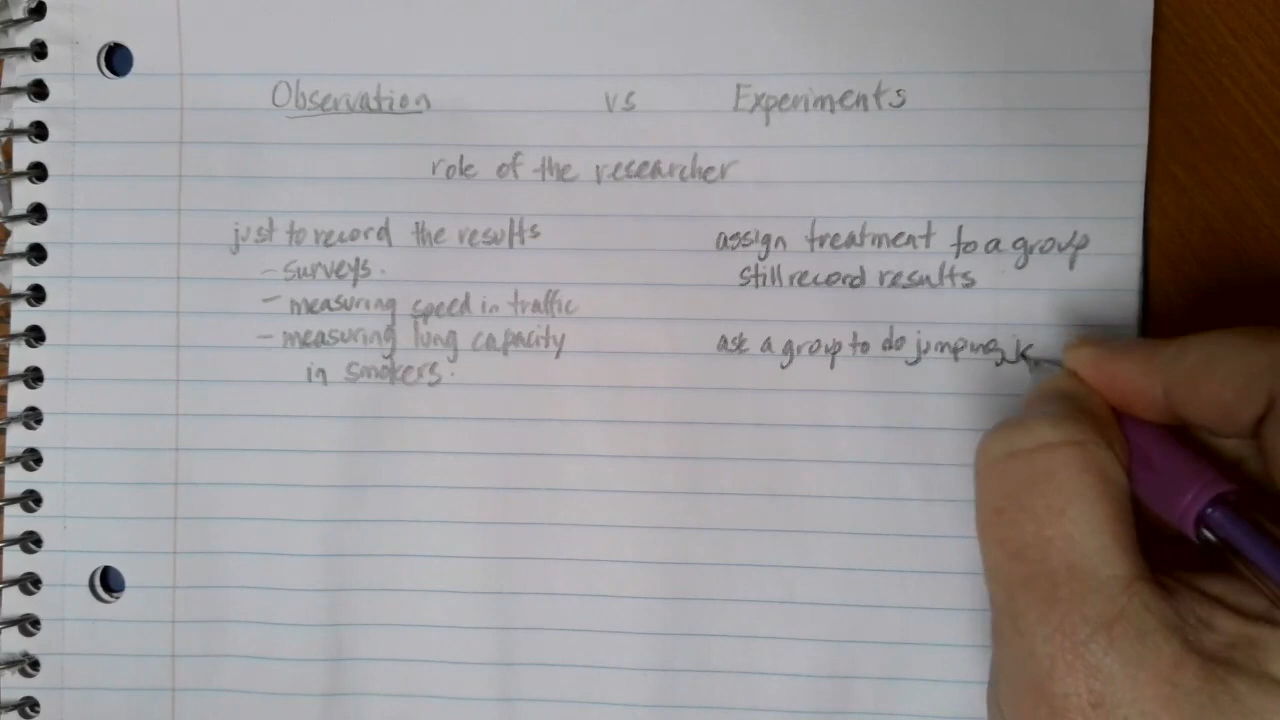 Observation vs Experiments
role of the researcher
just to record the results
- surveys.
- measuring speed in traffic
- measuring lung capacity
in smokers.
assign treatment to a group
still record results
ask a group to do jumping